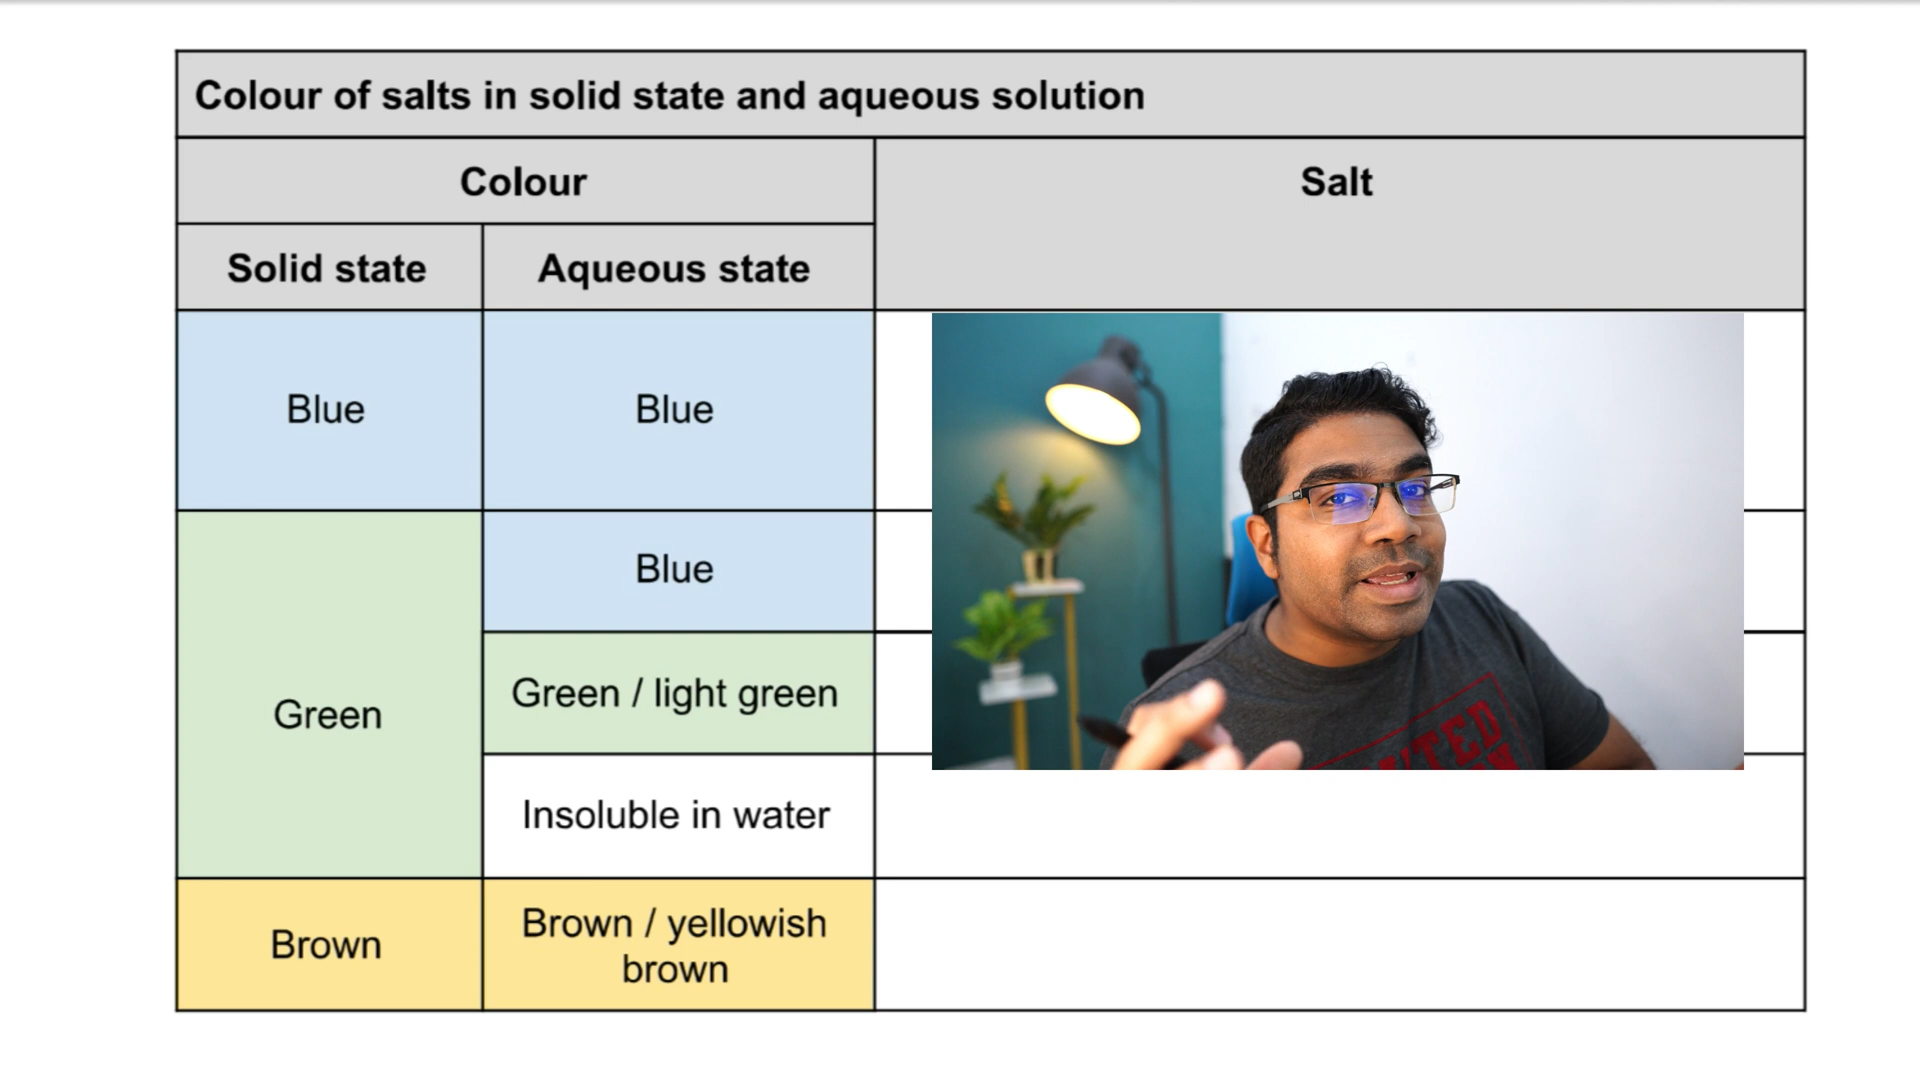 Colour of salts in solid state and aqueous solution
Colour
Salt
Solid state
Aqueous state
Blue
Blue
Green
Blue
Green / light green
Insoluble in water
Brown
Brown / yellowish
brown